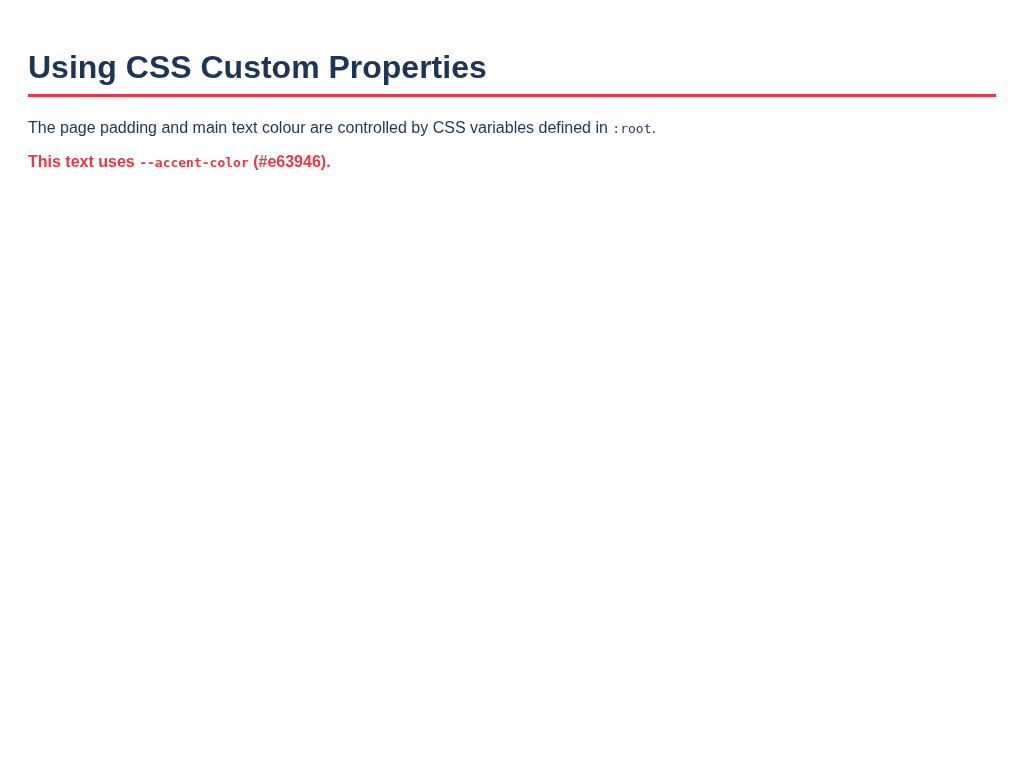 Using CSS Custom Properties
The page padding and main text colour are controlled by CSS variables defined in :root.
This text uses --accent-color (#e63946).